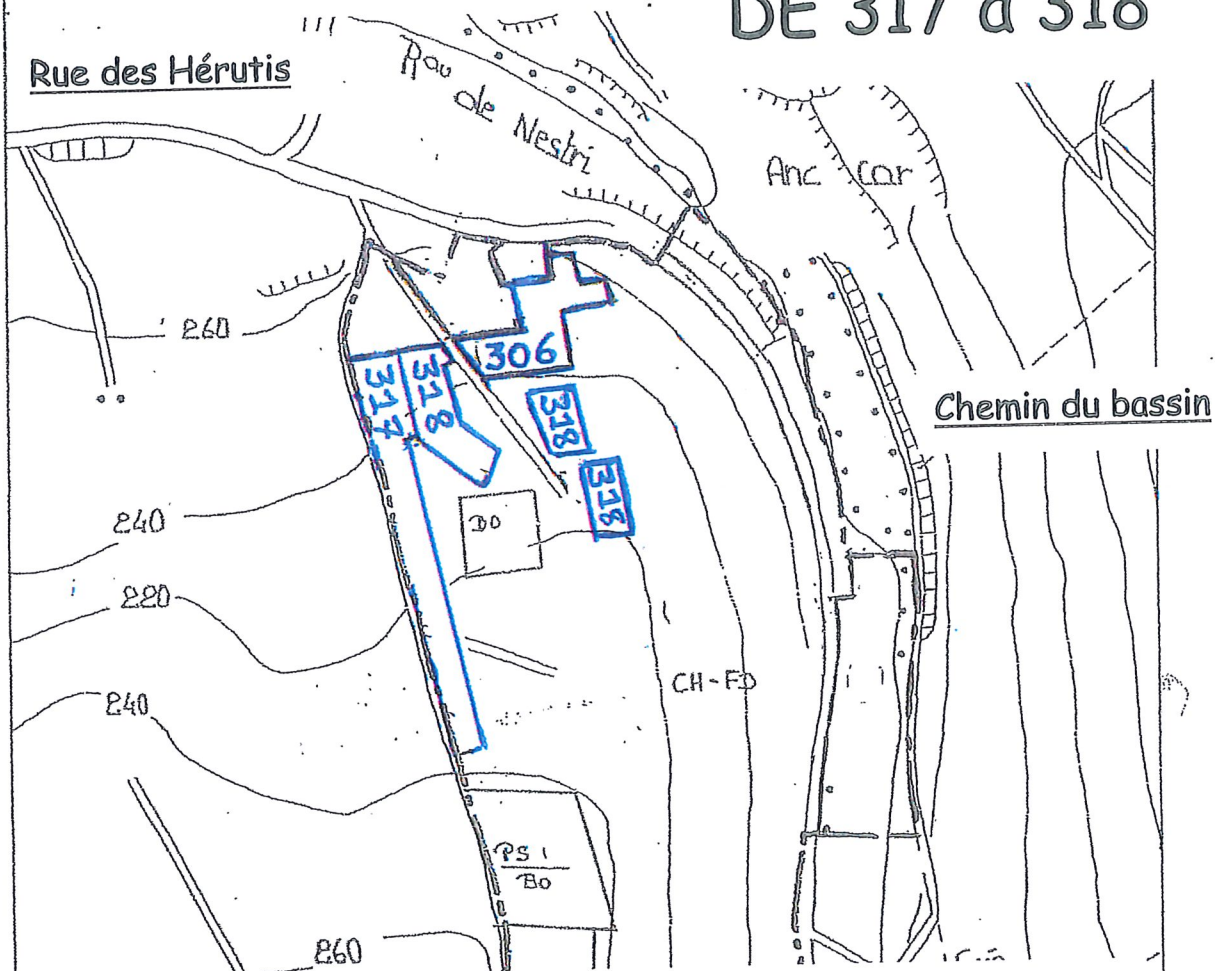 DE 317 à 318
Rue des Hérutis
Rau de Nestri
Anc Car
260
306
317
318
318
318
Chemin du bassin
240
BO
220
CH-FD
240
PS 1
BO
260